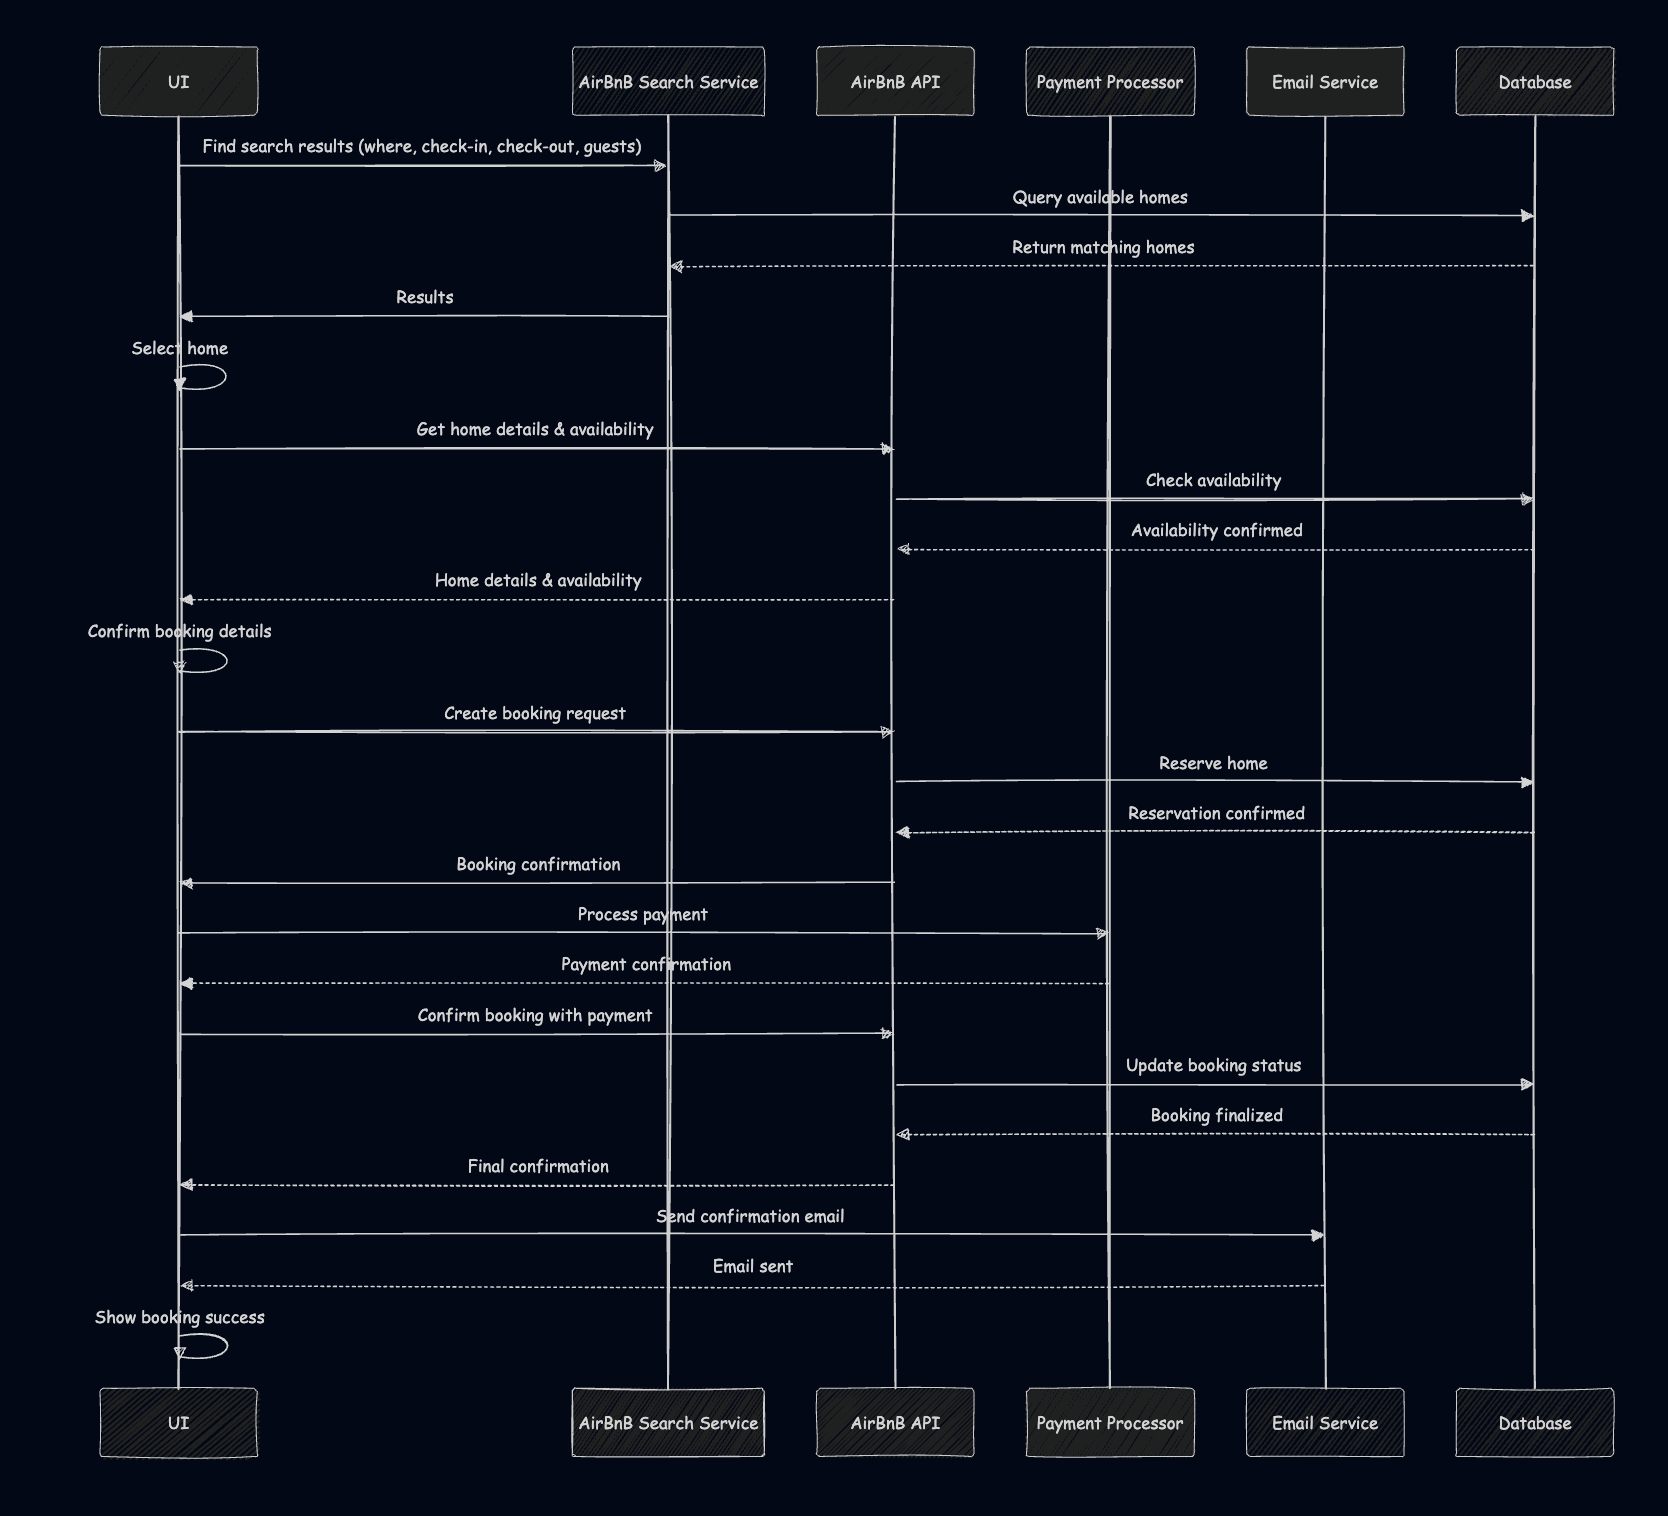 UI
AirBnB Search Service
AirBnB API
Payment Processor
Email Service
Database
Find search results (where, check-in, check-out, guests)
Query available homes
Return matching homes
Results
Select home
Get home details & availability
Check availability
Availability confirmed
Home details & availability
Confirm booking details
Create booking request
Reserve home
Reservation confirmed
Booking confirmation
Process payment
Payment confirmation
Confirm booking with payment
Update booking status
Booking finalized
Final confirmation
Send confirmation email
Email sent
Show booking success
UI
AirBnB Search Service
AirBnB API
Payment Processor
Email Service
Database